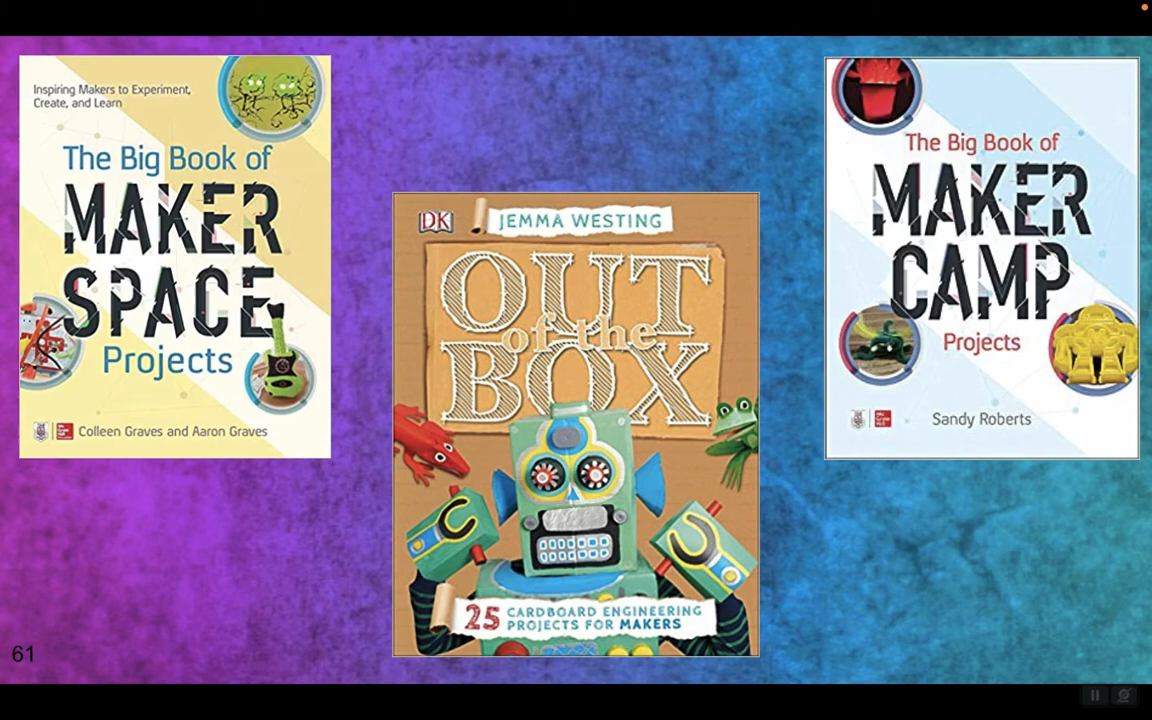 Inspiring Makers to Experiment,
Create, and Learn
The Big Book of
MAKER
SPACE
Projects
Colleen Graves and Aaron Graves
DK
JEMMA WESTING
OUT
of the
BOX
25 CARDBOARD ENGINEERING
PROJECTS FOR MAKERS
The Big Book of
MAKER
CAMP
Projects
Sandy Roberts
61